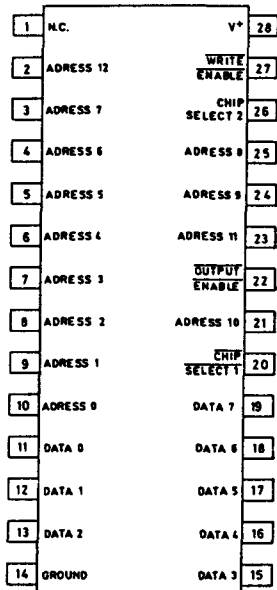 1 N.C. V+ 28
2 ADRESS 12 WRITE ENABLE 27
3 ADRESS 7 CHIP SELECT 2 26
4 ADRESS 6 ADRESS 8 25
5 ADRESS 5 ADRESS 9 24
6 ADRESS 4 ADRESS 11 23
7 ADRESS 3 OUTPUT ENABLE 22
8 ADRESS 2 ADRESS 10 21
9 ADRESS 1 CHIP SELECT 1 20
10 ADRESS 0 DATA 7 19
11 DATA 0 DATA 6 18
12 DATA 1 DATA 5 17
13 DATA 2 DATA 4 16
14 GROUND DATA 3 15